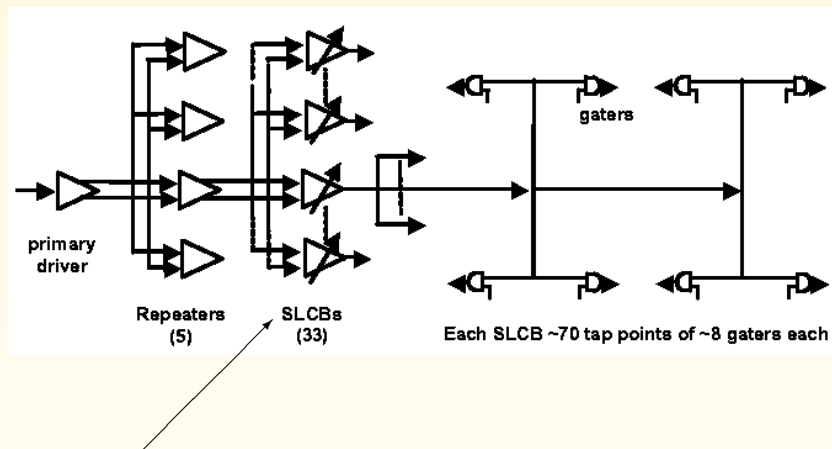 gaters
primary
driver
Repeaters
(5)
SLCBs
(33)
Each SLCB ~70 tap points of ~8 gaters each